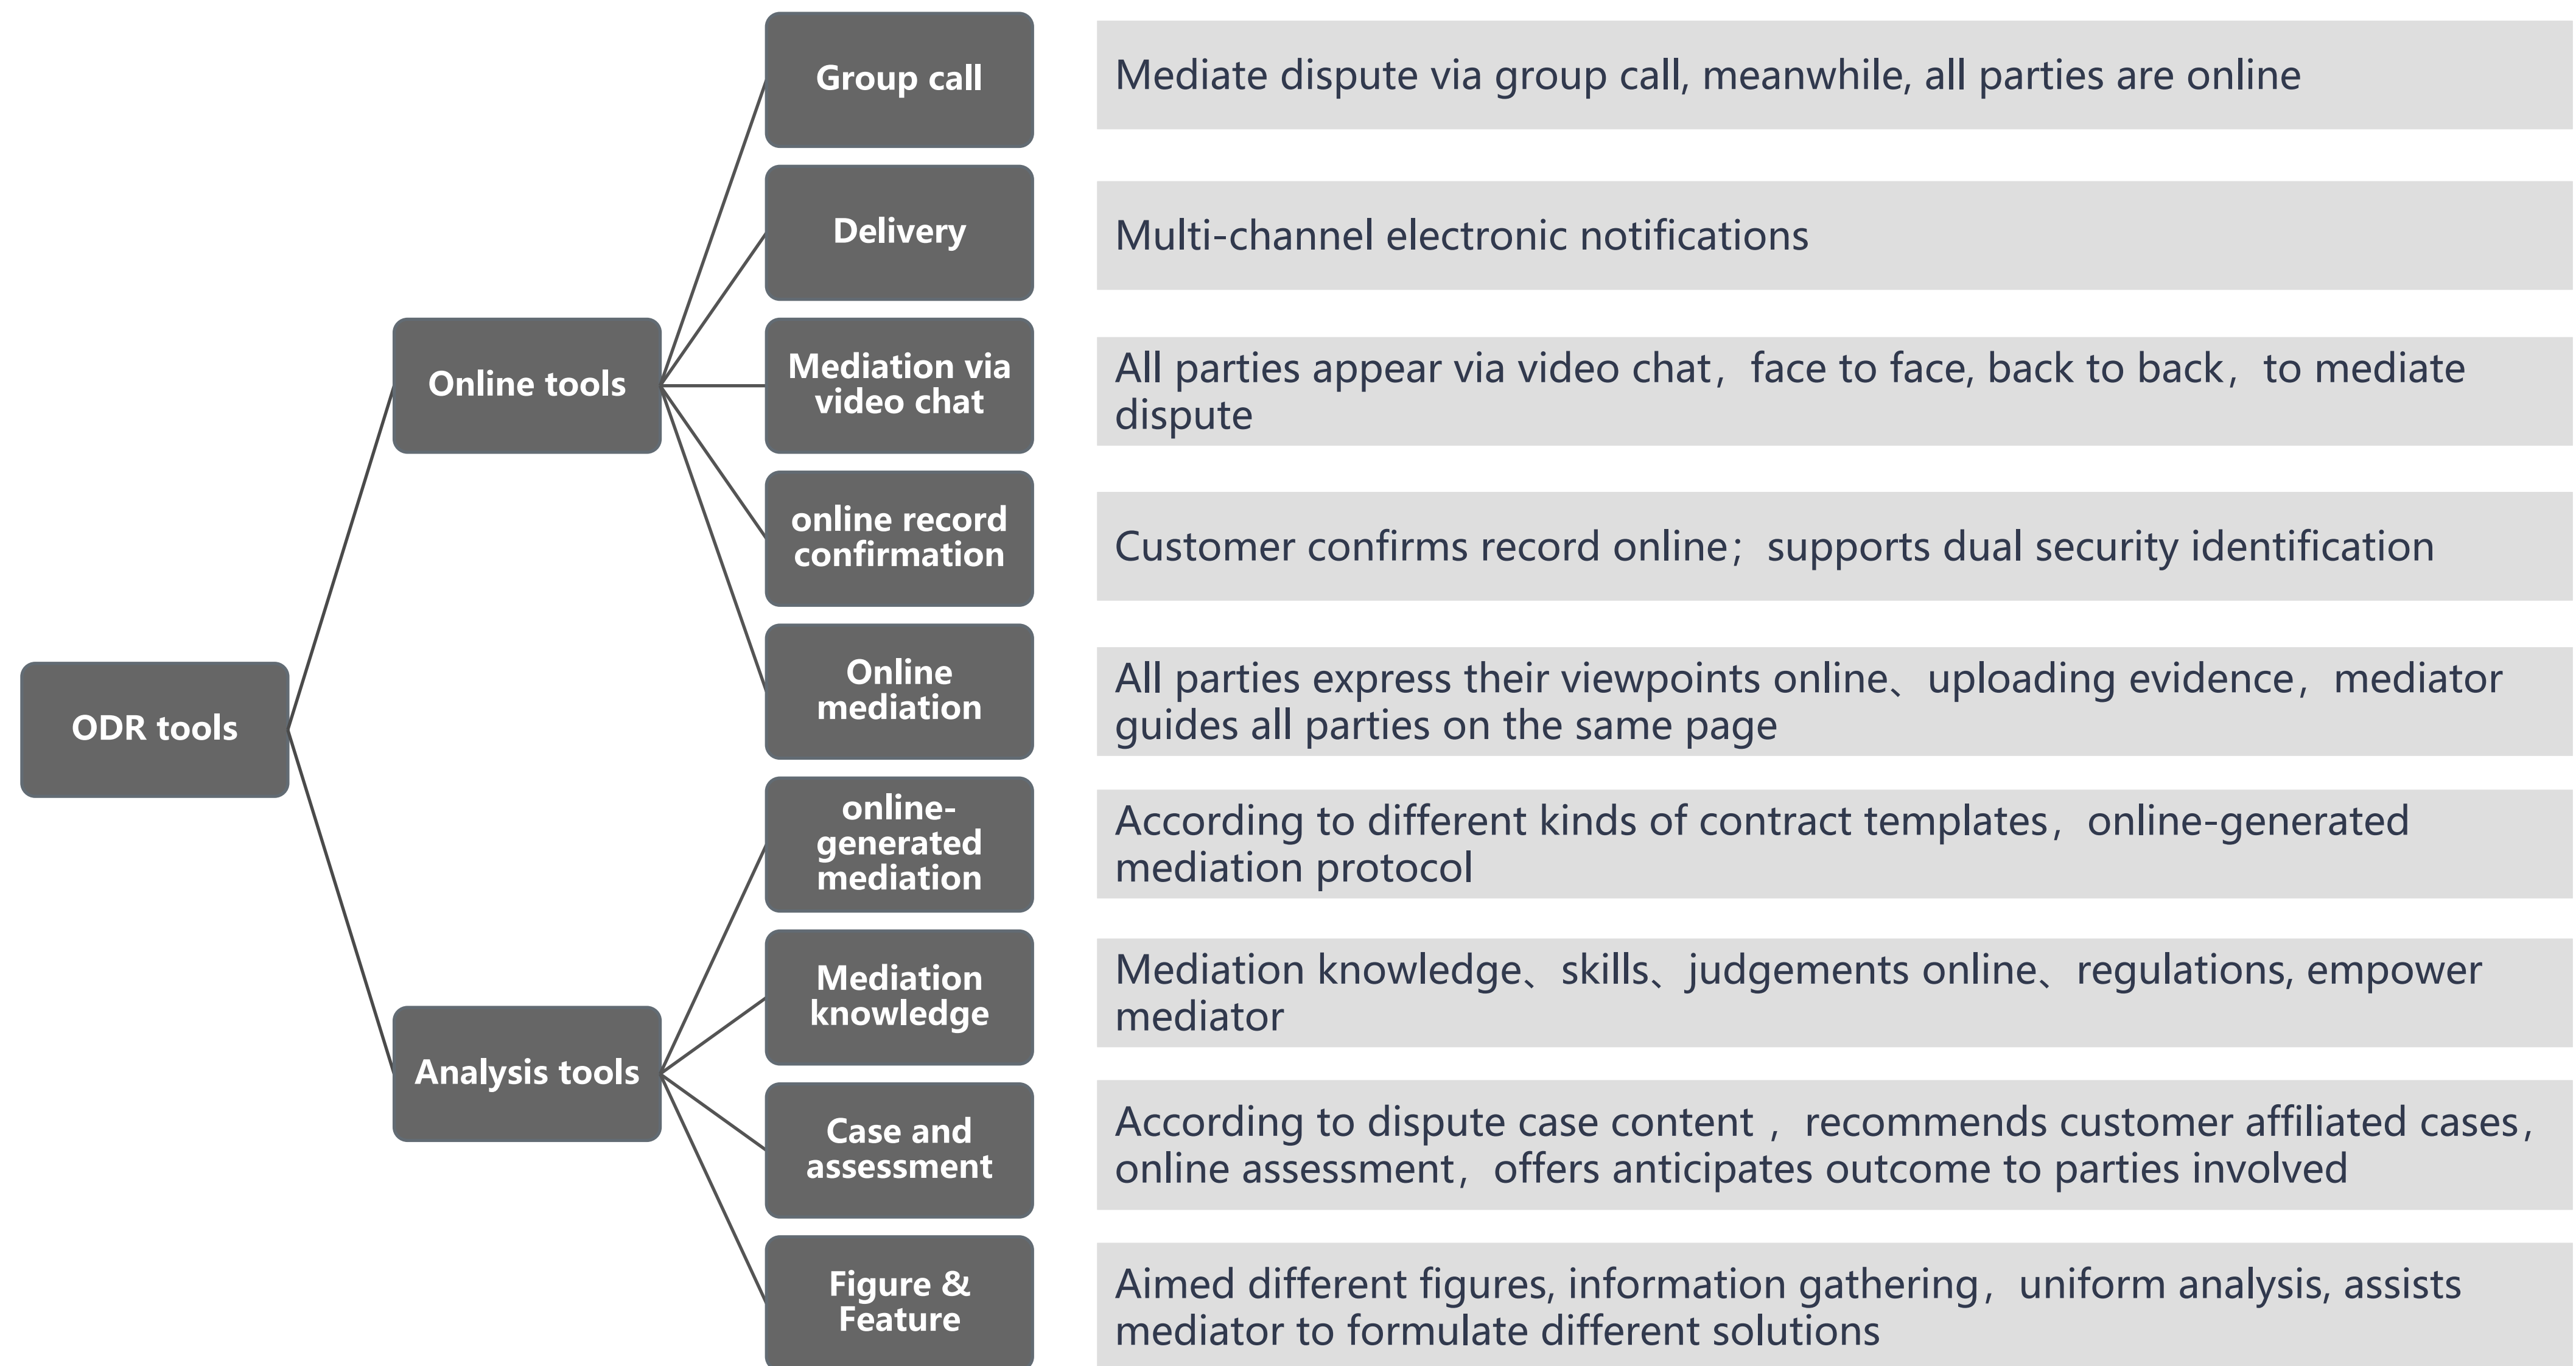 ODR tools
Online tools
Analysis tools
Group call
Mediate dispute via group call, meanwhile, all parties are online
Delivery
Multi-channel electronic notifications
Mediation via
video chat
All parties appear via video chat，face to face, back to back，to mediate
dispute
online record
confirmation
Customer confirms record online；supports dual security identification
Online
mediation
All parties express their viewpoints online、uploading evidence，mediator
guides all parties on the same page
online-
generated
mediation
According to different kinds of contract templates，online-generated
mediation protocol
Mediation
knowledge
Mediation knowledge、skills、judgements online、regulations, empower
mediator
Case and
assessment
According to dispute case content ，recommends customer affiliated cases，
online assessment，offers anticipates outcome to parties involved
Figure &
Feature
Aimed different figures, information gathering，uniform analysis, assists
mediator to formulate different solutions